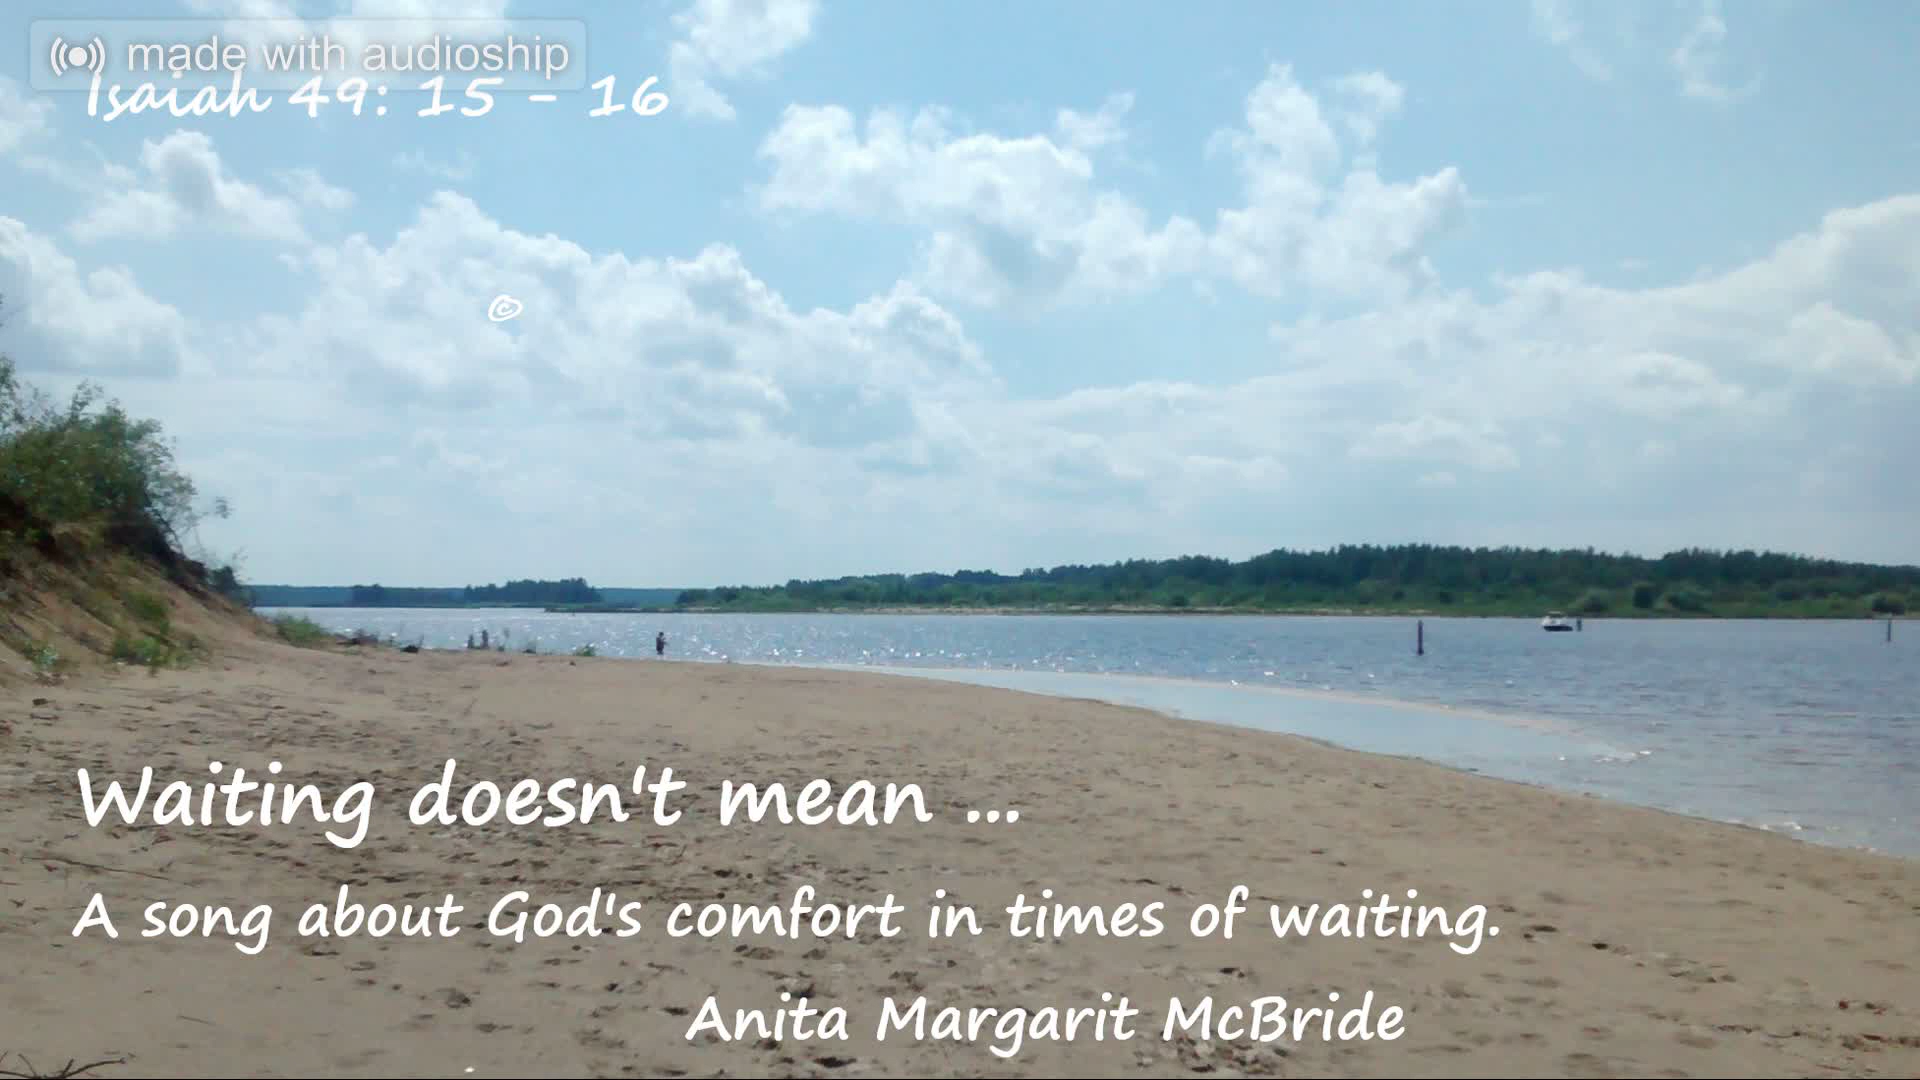 made with audioship
Isaiah 49: 15 - 16
©
Waiting doesn't mean ...
A song about God's comfort in times of waiting.
Anita Margarit McBride